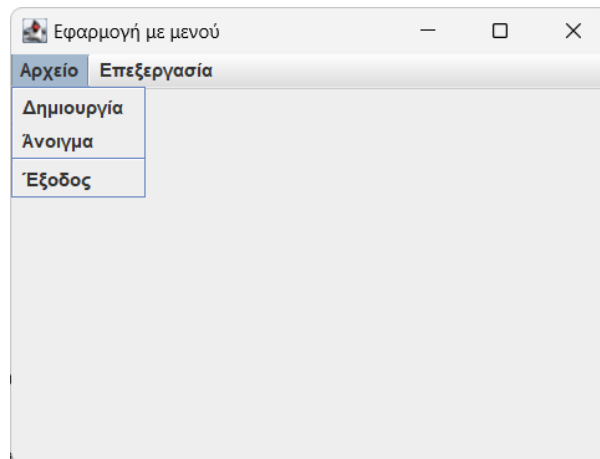 Εφαρμογή με μενού
Αρχείο Επεξεργασία
Δημιουργία
Άνοιγμα
Έξοδος